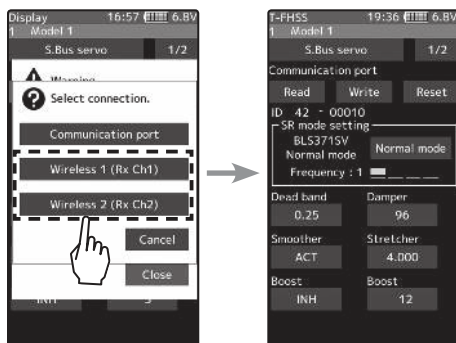 Display 16:57 6.8V
1 Model 1
S.Bus servo 1/2
Warning
Select connection.
Communication port
Wireless 1 (Rx Ch1)
Wireless 2 (Rx Ch2)
Cancel
Close
INH
T-FHSS 19:36 6.8V
1 Model 1
S.Bus servo 1/2
Communication port
Read Write Reset
ID 42 - 00010
SR mode setting
BLS371SV
Normal mode
Normal mode
Frequency : 1
Dead band Damper
0.25 96
Smoother Stretcher
ACT 4.000
Boost Boost
INH 12